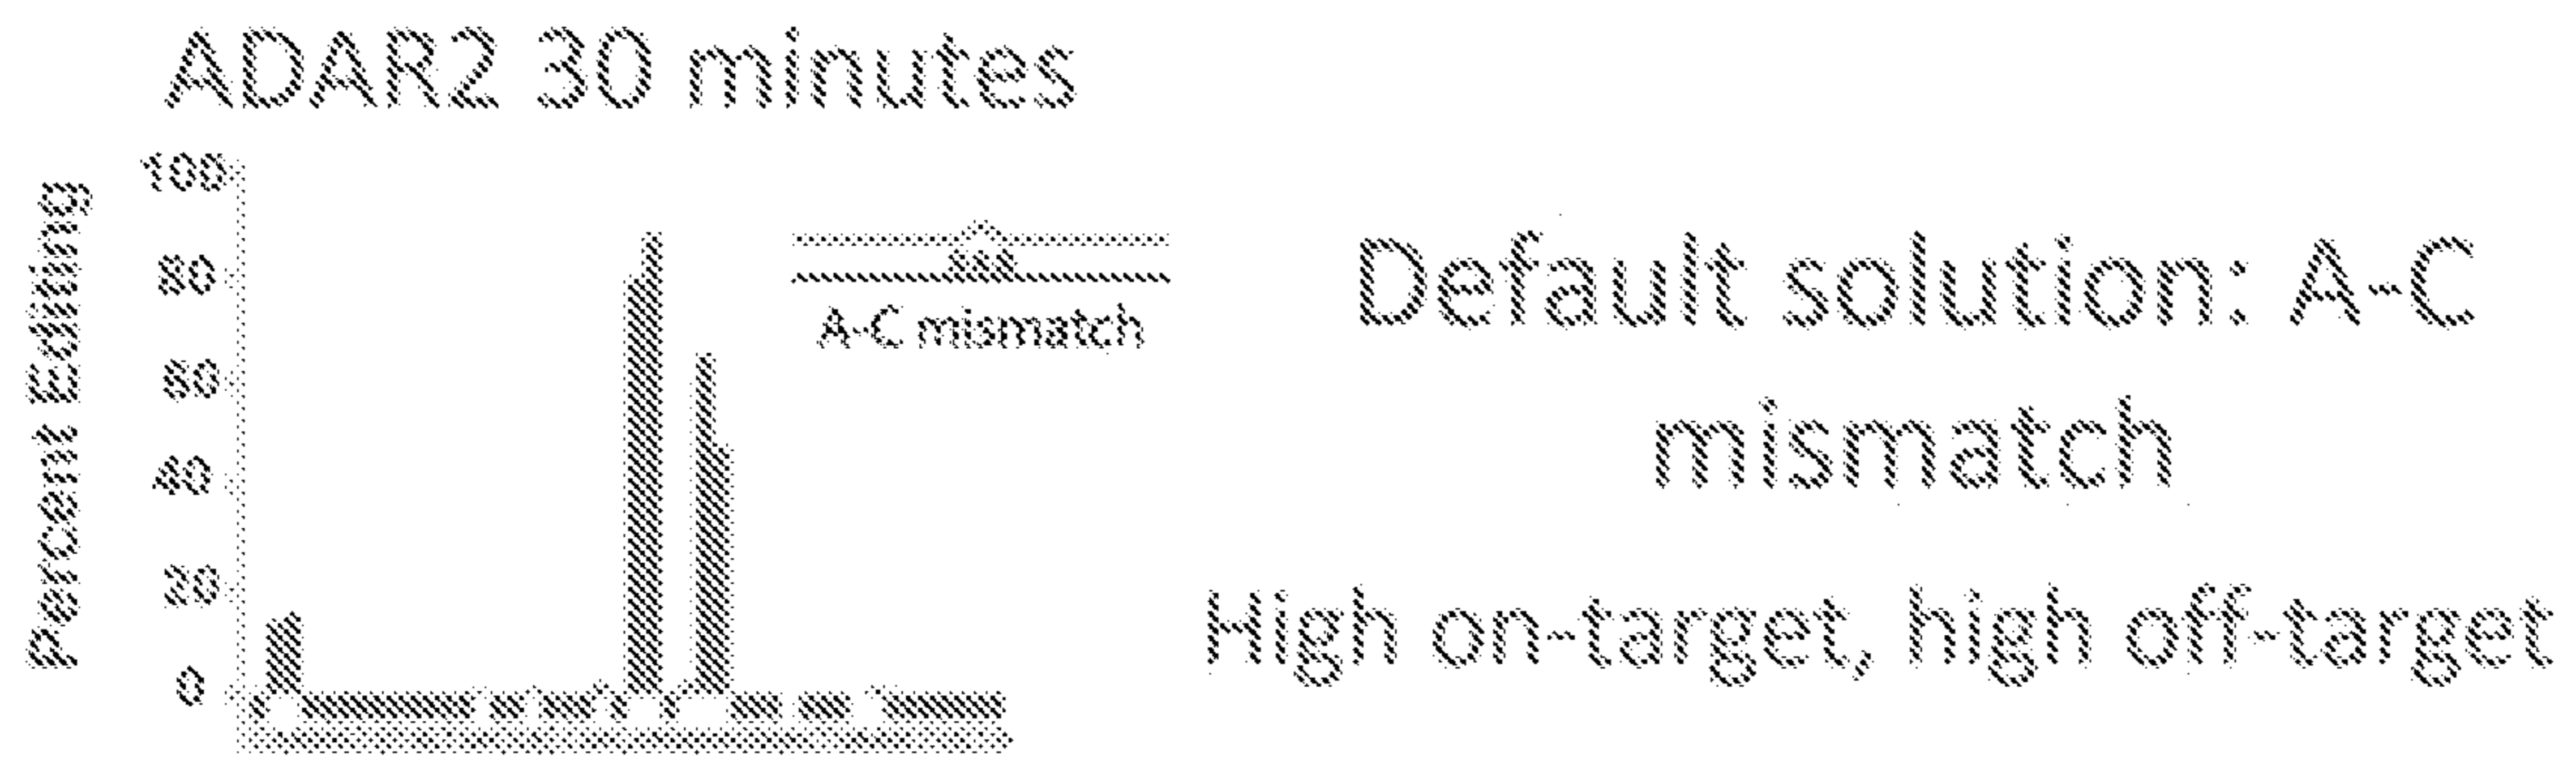 ADAR2 30 minutes
Percent Editing
100
80
60
40
20
0
A-C mismatch
Default solution: A-C
mismatch
High on-target, high off-target